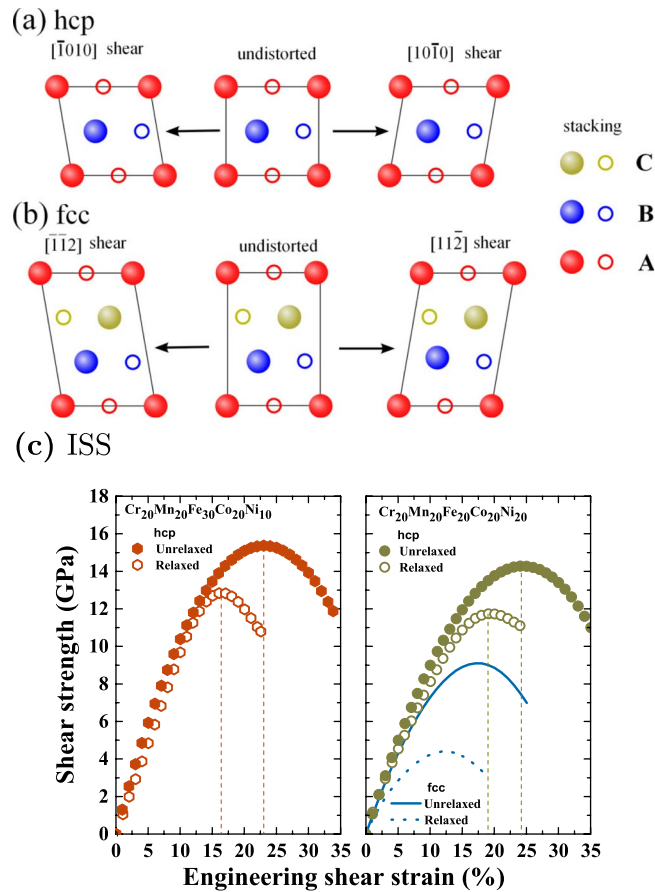 (a) hcp
[1̄010] shear
undistorted
[101̄0] shear
stacking
C
B
A
(b) fcc
[1̄1̄2] shear
undistorted
[112̄] shear
(c) ISS
Shear strength (GPa)
18
16
14
12
10
8
6
4
2
0
Cr20Mn20Fe30Co20Ni10
hcp
Unrelaxed
Relaxed
Cr20Mn20Fe20Co20Ni20
hcp
Unrelaxed
Relaxed
fcc
Unrelaxed
Relaxed
0 5 10 15 20 25 30 35 0 5 10 15 20 25 30 35
Engineering shear strain (%)